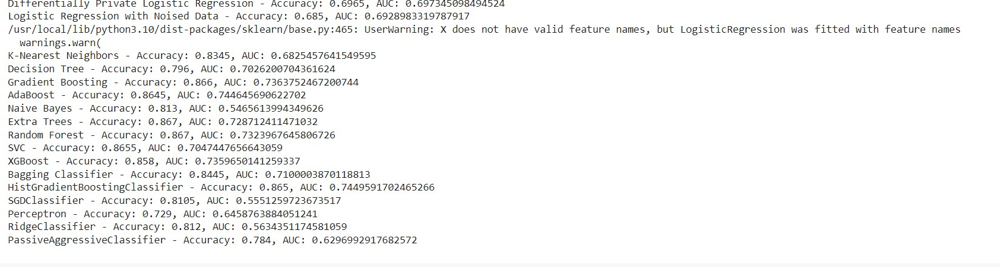 Differentially Private Logistic Regression - Accuracy: 0.6965, AUC: 0.697345098494524
Logistic Regression with Noised Data - Accuracy: 0.685, AUC: 0.6928983319787917
/usr/local/lib/python3.10/dist-packages/sklearn/base.py:465: UserWarning: X does not have valid feature names, but LogisticRegression was fitted with feature names
  warnings.warn(
K-Nearest Neighbors - Accuracy: 0.8345, AUC: 0.6825457641549595
Decision Tree - Accuracy: 0.796, AUC: 0.7026200704361624
Gradient Boosting - Accuracy: 0.866, AUC: 0.7363752467200744
AdaBoost - Accuracy: 0.8645, AUC: 0.744645690622702
Naive Bayes - Accuracy: 0.813, AUC: 0.5465613994349626
Extra Trees - Accuracy: 0.867, AUC: 0.728712411471032
Random Forest - Accuracy: 0.867, AUC: 0.7323967645806726
SVC - Accuracy: 0.8655, AUC: 0.7047447656643059
XGBoost - Accuracy: 0.858, AUC: 0.7359650141259337
Bagging Classifier - Accuracy: 0.8445, AUC: 0.7100003870118813
HistGradientBoostingClassifier - Accuracy: 0.865, AUC: 0.7449591702465266
SGDClassifier - Accuracy: 0.8105, AUC: 0.5551259723673517
Perceptron - Accuracy: 0.729, AUC: 0.6458763884051241
RidgeClassifier - Accuracy: 0.812, AUC: 0.5634351174581059
PassiveAggressiveClassifier - Accuracy: 0.784, AUC: 0.6296992917682572